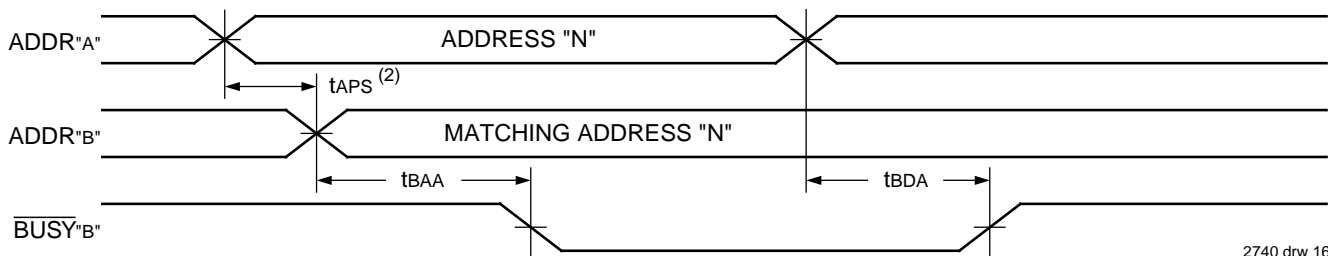 ADDR"A"
ADDRESS "N"
tAPS (2)
ADDR"B"
MATCHING ADDRESS "N"
tBAA
tBDA
BUSY"B"
2740 drw 16